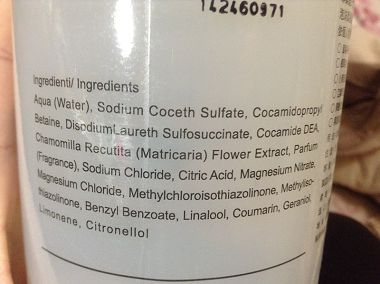 142460971
Ingredienti/ Ingredients
Aqua (Water), Sodium Coceth Sulfate, Cocamidopropyl
Betaine, DisodiumLaureth Sulfosuccinate, Cocamide DEA,
Chamomilla Recutita (Matricaria) Flower Extract, Parfum
(Fragrance), Sodium Chloride, Citric Acid, Magnesium Nitrate,
Magnesium Chloride, Methylchloroisothiazolinone, Methyliso-
thiazolinone, Benzyl Benzoate, Linalool, Coumarin, Geraniol,
Limonene, Citronellol